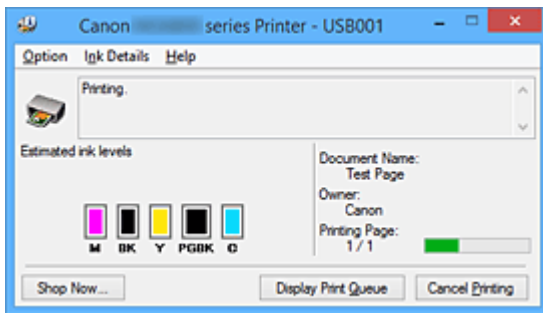 Canon series Printer - USB001
Option Ink Details Help
Printing.
Estimated ink levels
Document Name:
Test Page
Owner:
Canon
Printing Page:
1 / 1
M BK Y PGBK C
Shop Now... Display Print Queue Cancel Printing